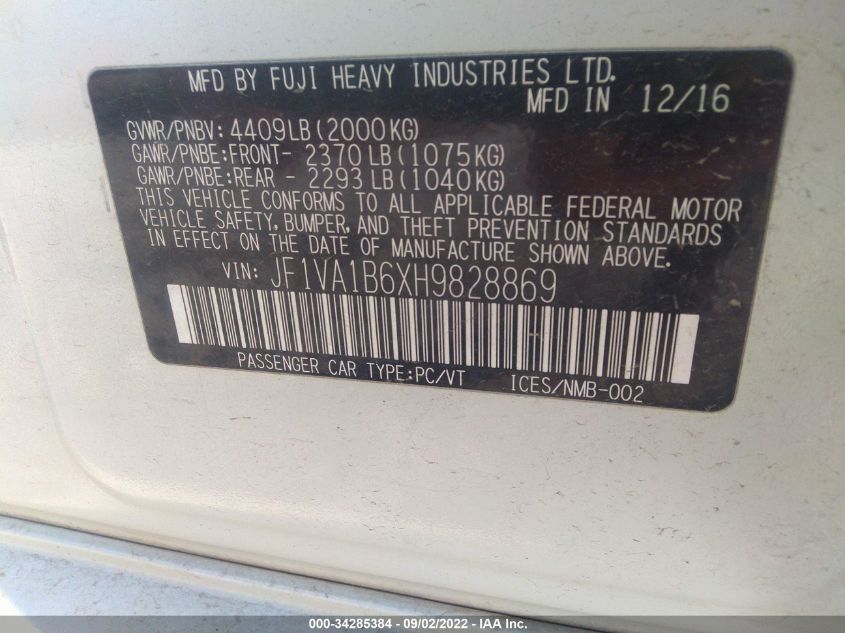 MFD BY FUJI HEAVY INDUSTRIES LTD.
MFD IN 12/16
GVWR/PNBV: 4409LB(2000KG)
GAWR/PNBE:FRONT- 2370LB(1075KG)
GAWR/PNBE:REAR - 2293LB(1040KG)
THIS VEHICLE CONFORMS TO ALL APPLICABLE FEDERAL MOTOR
VEHICLE SAFETY, BUMPER, AND THEFT PREVENTION STANDARDS
IN EFFECT ON THE DATE OF MANUFACTURE SHOWN ABOVE.
VIN: JF1VA1B6XH9828869
PASSENGER CAR TYPE:PC/VT ICES/NMB-002
000-34285384 - 09/02/2022 - IAA Inc.